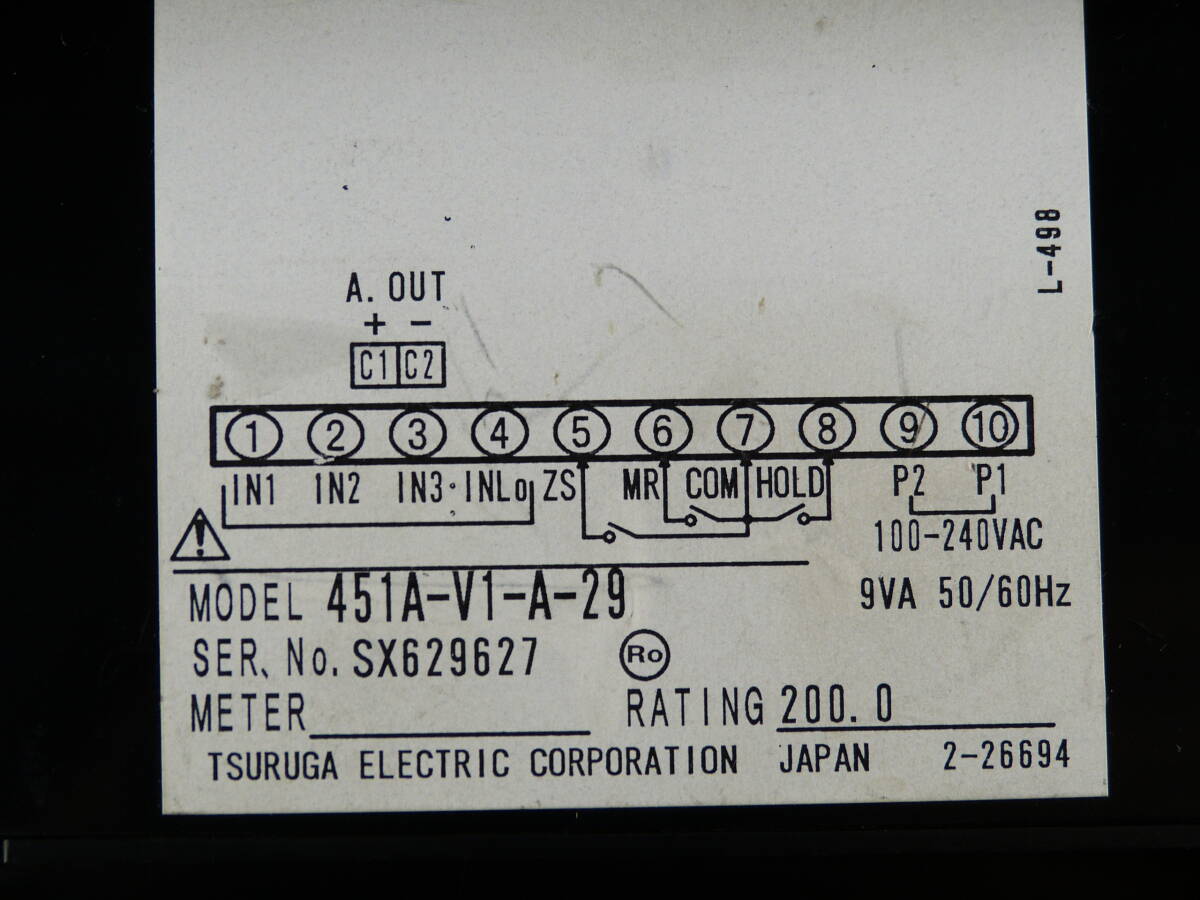 L-498
A. OUT
+ −
C1 C2
1 2 3 4 5 6 7 8 9 10
IN1 IN2 IN3 INLo ZS MR COM HOLD P2 P1
100-240VAC
MODEL 451A-V1-A-29
9VA 50/60Hz
SER. No. SX629627 Ro
METER RATING 200.0
TSURUGA ELECTRIC CORPORATION JAPAN 2-26694